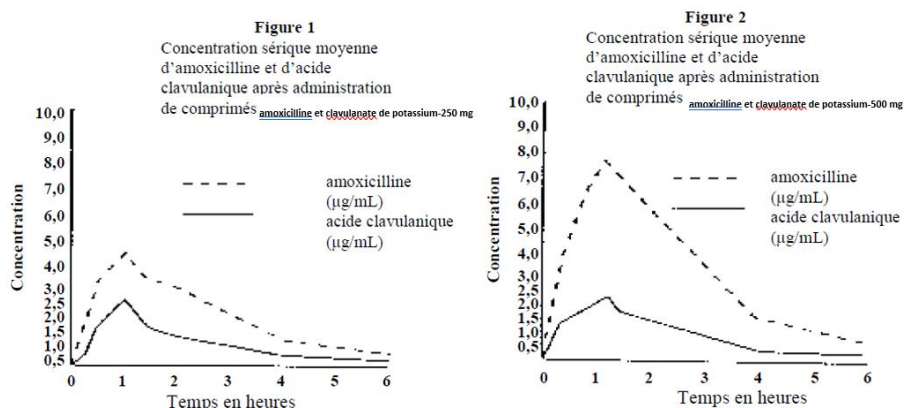 Figure 1
Concentration sérique moyenne
d'amoxicilline et d'acide
clavulanique après administration
de comprimés amoxicilline et clavulanate de potassium-250 mg
10,0
9,0
8,0
7,0
6,0
5,0
4,0
3,0
2,5
2,0
1,5
1,0
0,5
Concentration
amoxicilline
(µg/mL)
acide clavulanique
(µg/mL)
0 1 2 3 4 5 6
Temps en heures
Figure 2
Concentration sérique moyenne
d'amoxicilline et d'acide
clavulanique après administration
de comprimés amoxicilline et clavulanate de potassium-500 mg
10,0
9,0
8,0
7,0
6,0
5,0
4,0
3,0
2,5
2,0
1,5
1,0
0,5
Concentration
amoxicilline
(µg/mL)
acide clavulanique
(µg/mL)
0 1 2 3 4 5 6
Temps en heures